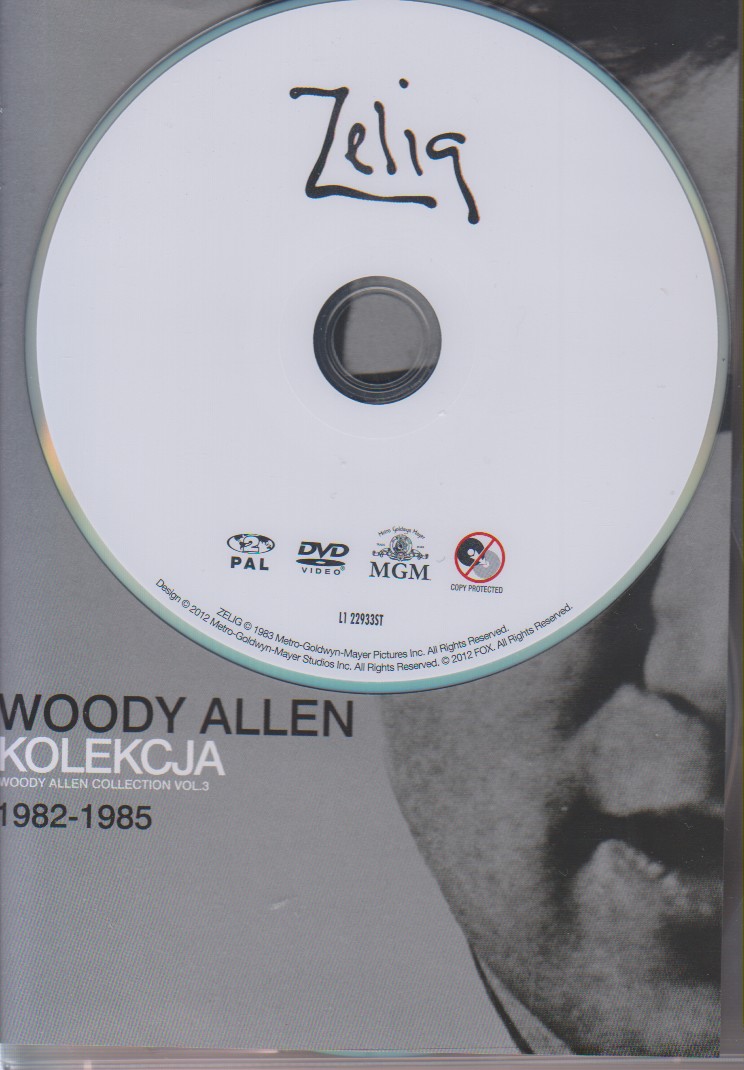 Zelig
2
PAL
DVD
VIDEO
Metro Goldwyn Mayer
MGM
COPY PROTECTED
L1 22933ST
ZELIG © 1983 Metro-Goldwyn-Mayer Pictures Inc. All Rights Reserved.
Design © 2012 Metro-Goldwyn-Mayer Studios Inc. All Rights Reserved. © 2012 FOX. All Rights Reserved.
WOODY ALLEN
KOLEKCJA
WOODY ALLEN COLLECTION VOL.3
1982-1985